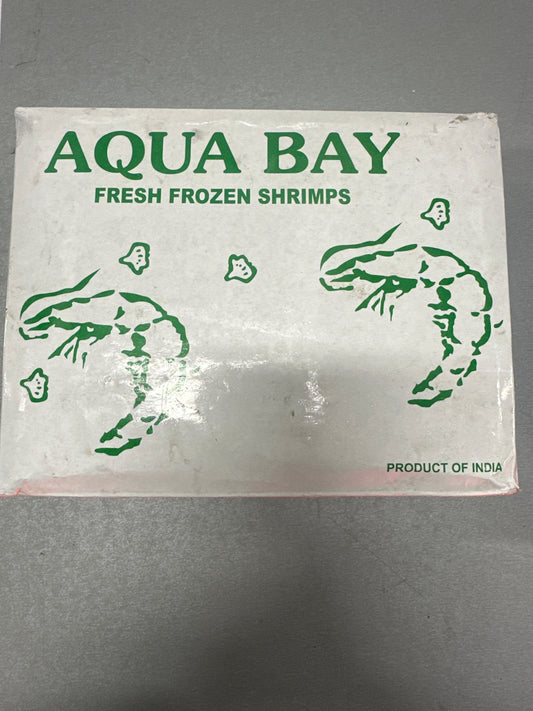 AQUA BAY
FRESH FROZEN SHRIMPS
PRODUCT OF INDIA